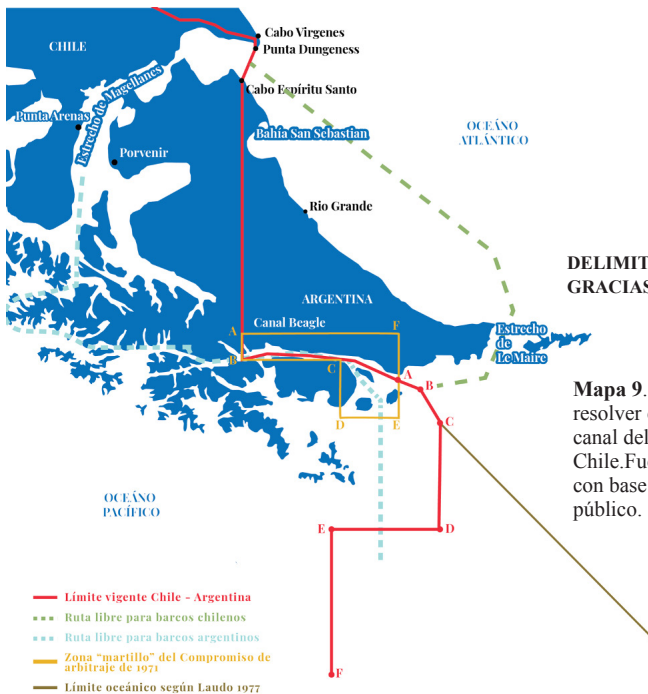 Cabo Virgenes
CHILE
Punta Dungeness
Cabo Espíritu Santo
Estrecho de Magellanes
Punta Arenas
OCEÁNO
ATLÁNTICO
Bahía San Sebastian
Porvenir
Rio Grande
DELIMIT
GRACIAS
ARGENTINA
A
Canal Beagle
F
Estrecho
de
Le Maire
B
C
A
B
D
E
C
Mapa 9.
resolver
canal del
Chile.Fue
con base
público.
OCEÁNO
PACÍFICO
E
D
F
Límite vigente Chile - Argentina
Ruta libre para barcos chilenos
Ruta libre para barcos argentinos
Zona “martillo” del Compromiso de
arbitraje de 1971
Límite oceánico según Laudo 1977